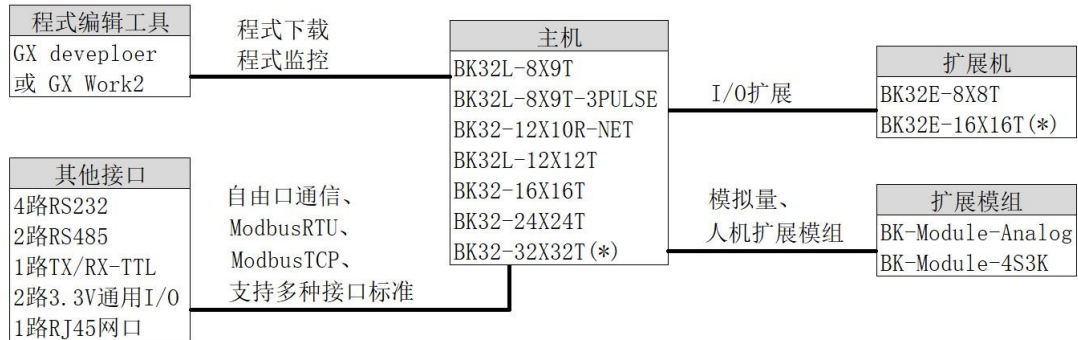 程式编辑工具
GX deveploer
或 GX Work2
程式下载
程式监控
主机
BK32L-8X9T
BK32L-8X9T-3PULSE
BK32-12X10R-NET
BK32L-12X12T
BK32-16X16T
BK32-24X24T
BK32-32X32T(*)
I/O扩展
扩展机
BK32E-8X8T
BK32E-16X16T(*)
其他接口
4路RS232
2路RS485
1路TX/RX-TTL
2路3.3V通用I/O
1路RJ45网口
自由口通信、
ModbusRTU、
ModbusTCP、
支持多种接口标准
模拟量、
人机扩展模组
扩展模组
BK-Module-Analog
BK-Module-4S3K